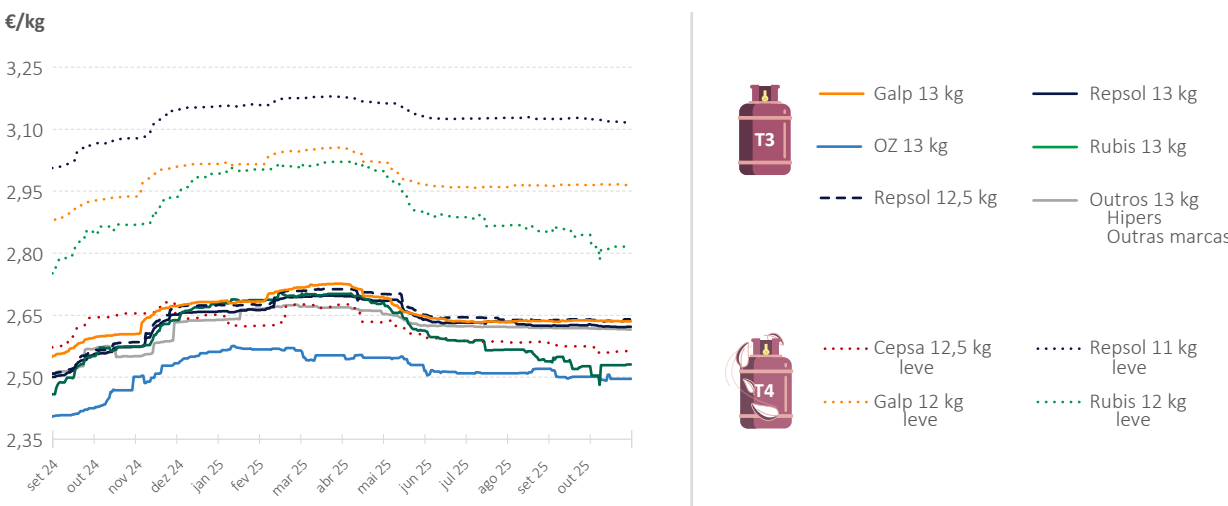 €/kg
3,25
3,10
2,95
2,80
2,65
2,50
2,35
set 24
out 24
nov 24
dez 24
jan 25
fev 25
mar 25
abr 25
mai 25
jun 25
jul 25
ago 25
set 25
out 25
T3
Galp 13 kg
Repsol 13 kg
OZ 13 kg
Rubis 13 kg
Repsol 12,5 kg
Outros 13 kg
Hipers
Outras marcas
T4
Cepsa 12,5 kg
leve
Repsol 11 kg
leve
Galp 12 kg
leve
Rubis 12 kg
leve